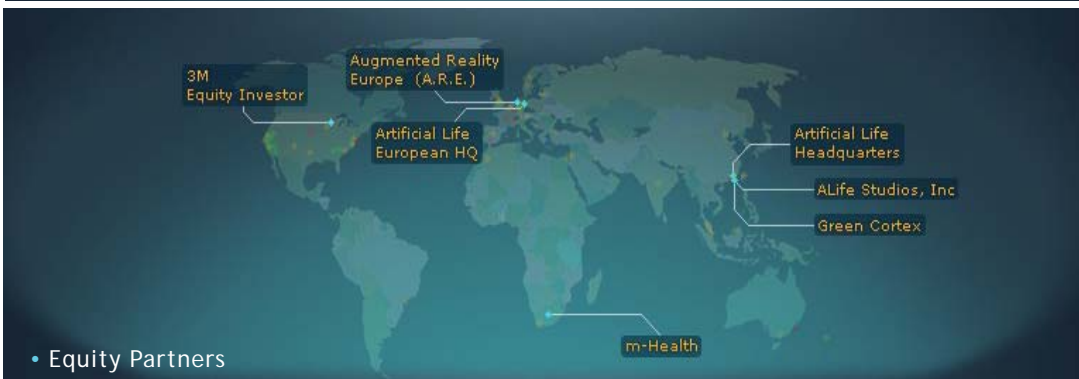 3M
Equity Investor
Augmented Reality
Europe (A.R.E.)
Artificial Life
European HQ
Artificial Life
Headquarters
ALife Studios, Inc
Green Cortex
m-Health
• Equity Partners